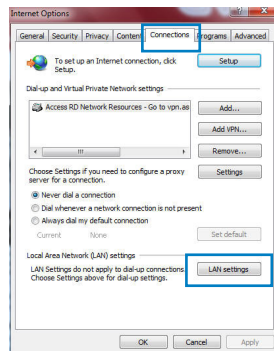 Internet Options
General Security Privacy Content Connections Programs Advanced
To set up an Internet connection, click Setup.
Setup
Dial-up and Virtual Private Network settings
Access RD Network Resources - Go to vpn.as
Add...
Add VPN...
Remove...
Choose Settings if you need to configure a proxy
server for a connection.
Settings
Never dial a connection
Dial whenever a network connection is not present
Always dial my default connection
Current None
Set default
Local Area Network (LAN) settings
LAN Settings do not apply to dial-up connections.
Choose Settings above for dial-up settings.
LAN settings
OK Cancel Apply